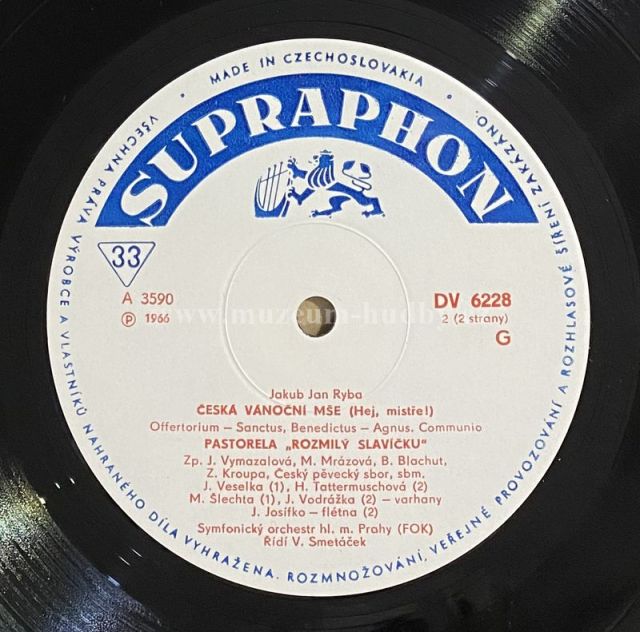 MADE IN CZECHOSLOVAKIA
SUPRAPHON
33
A 3590
℗ 1966
DV 6228
2 (2 strany)
G
www.muzeum-hudby
Jakub Jan Ryba
ČESKÁ VÁNOČNÍ MŠE (Hej, mistře!)
Offertorium – Sanctus, Benedictus – Agnus. Communio
PASTORELA „ROZMILÝ SLAVÍČKU"
Zp. J. Vymazalová, M. Mrázová, B. Blachut,
Z. Kroupa, Český pěvecký sbor, sbm.
J. Veselka (1), H. Tattermuschová (2)
M. Šlechta (1), J. Vodrážka (2) – varhany
J. Josífko – flétna (2)
Symfonický orchestr hl. m. Prahy (FOK)
Řídí V. Smetáček
VŠECHNA PRÁVA VÝROBCE A VLASTNÍKŮ NAHRANÉHO DÍLA VYHRAŽENA. ROZMNOŽOVÁNÍ, VEŘEJNÉ PROVOZOVÁNÍ A ROZHLASOVÉ ŠÍŘENÍ ZAKÁZÁNO.